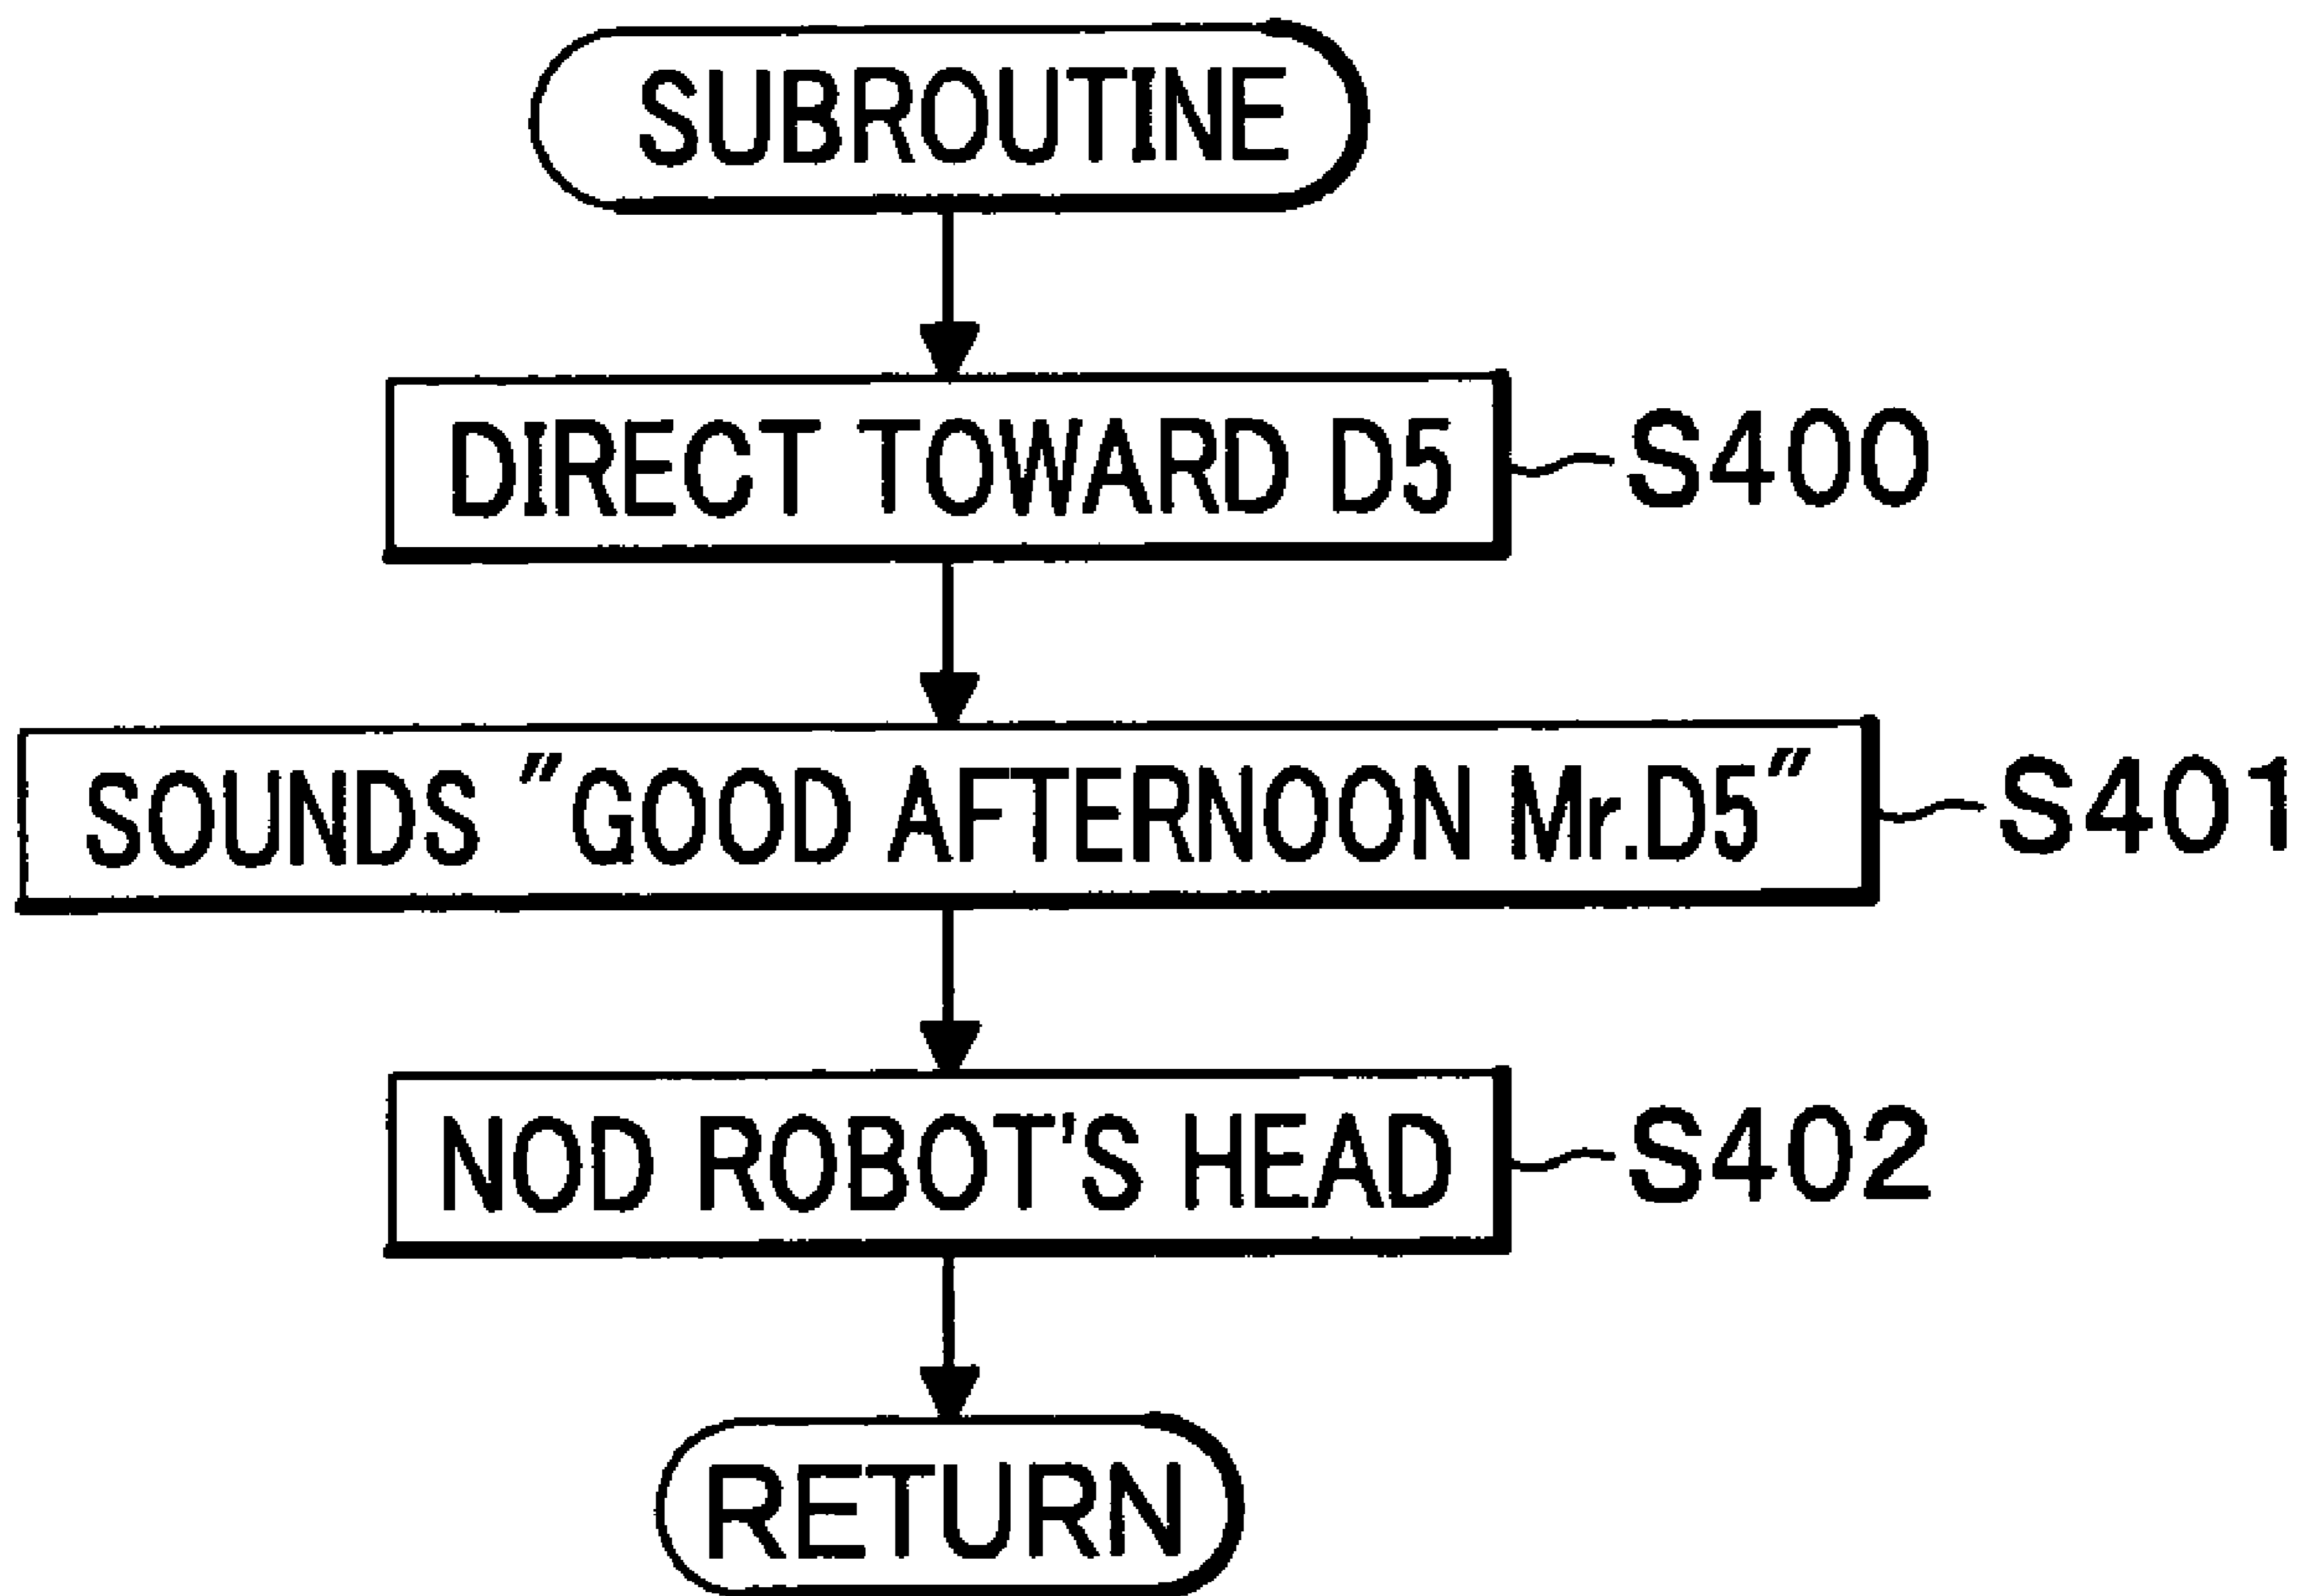 SUBROUTINE
DIRECT TOWARD D5 S400
SOUNDS "GOOD AFTERNOON Mr.D5" S401
NOD ROBOT'S HEAD S402
RETURN